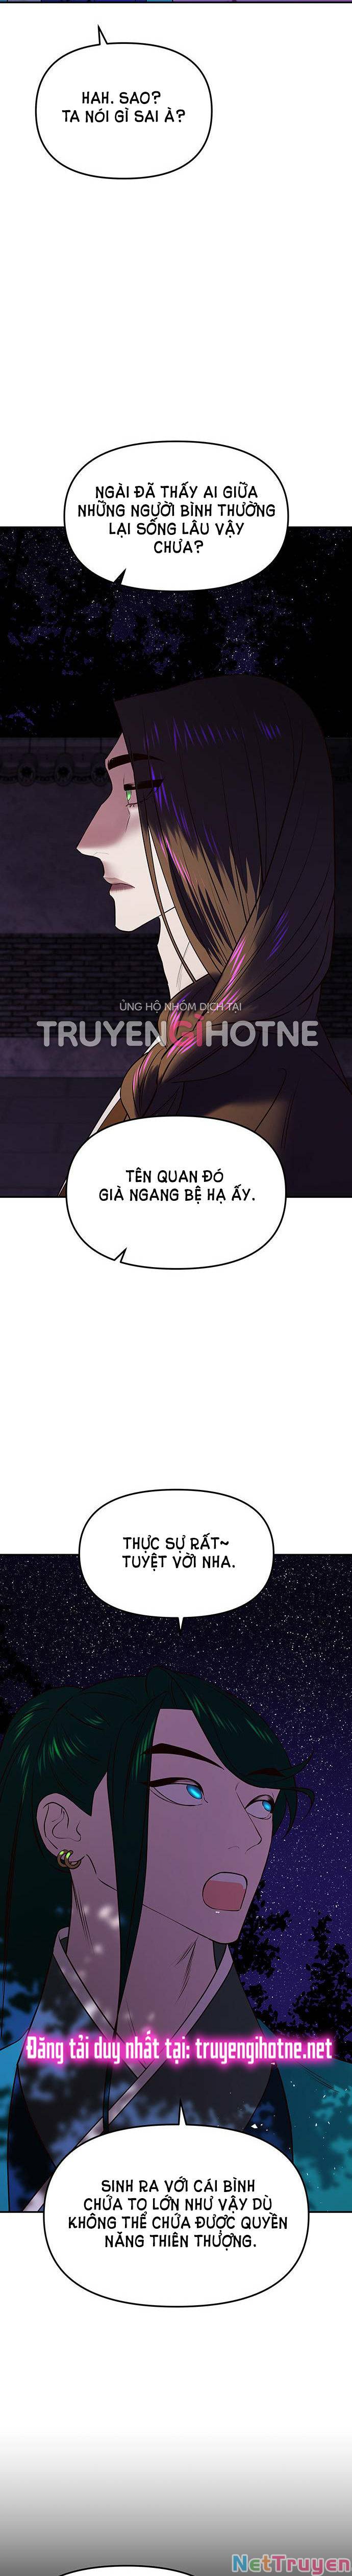 HAH. SAO?
TA NÓI GÌ SAI À?
NGÀI ĐÃ THẤY AI GIỮA
NHỮNG NGƯỜI BÌNH THƯỜNG
LẠI SỐNG LÂU VẬY
CHƯA?
ỦNG HỘ NHÓM DỊCH TẠI
TRUYENGIHOTNE
TÊN QUAN ĐÓ
GIÀ NGANG BỆ HẠ ẤY.
THỰC SỰ RẤT~
TUYỆT VỜI NHA.
Đăng tải duy nhất tại: truyengihotne.net
SINH RA VỚI CÁI BÌNH
CHỨA TO LỚN NHƯ VẬY DÙ
KHÔNG THỂ CHỨA ĐƯỢC QUYỀN
NĂNG THIÊN THƯỢNG.
NetTruyen